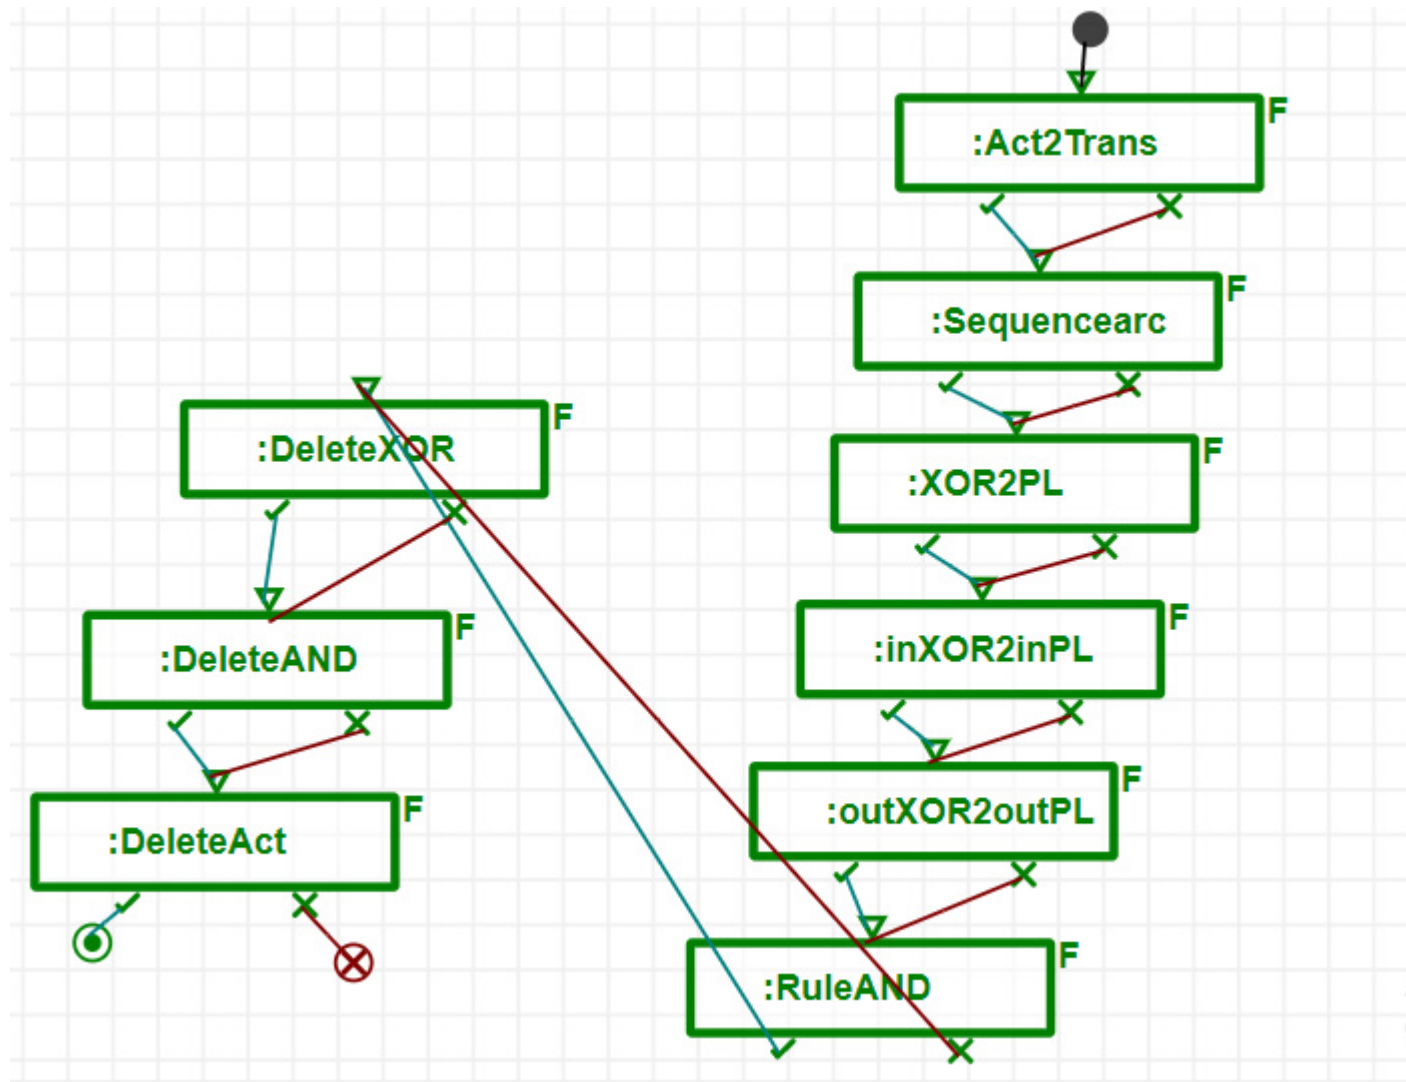 F
:Act2Trans
F
:Sequencearc
F
:XOR2PL
F
:inXOR2inPL
F
:outXOR2outPL
F
:RuleAND
F
:DeleteXOR
F
:DeleteAND
F
:DeleteAct